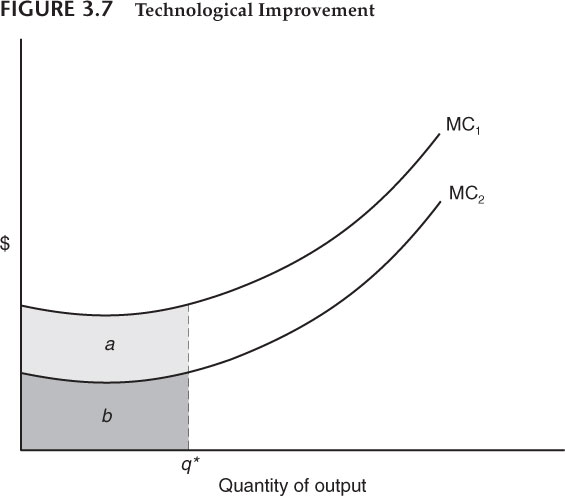 FIGURE 3.7 Technological Improvement
MC₁
MC₂
$
a
b
q*
Quantity of output